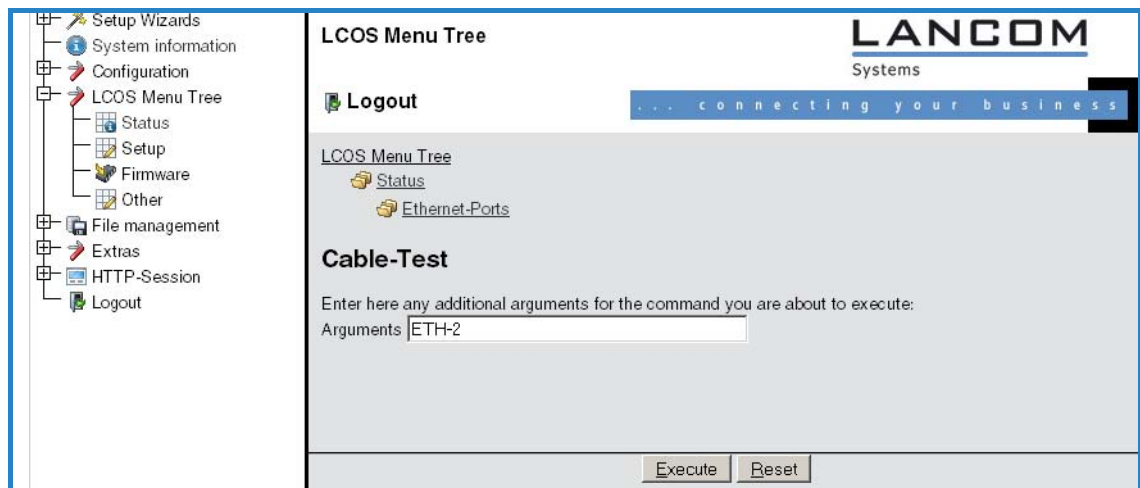 Setup Wizards
System information
Configuration
LCOS Menu Tree
Status
Setup
Firmware
Other
File management
Extras
HTTP-Session
Logout
LCOS Menu Tree
LANCOM
Systems
Logout
... connecting your business
LCOS Menu Tree
Status
Ethernet-Ports
Cable-Test
Enter here any additional arguments for the command you are about to execute:
Arguments ETH-2
Execute Reset